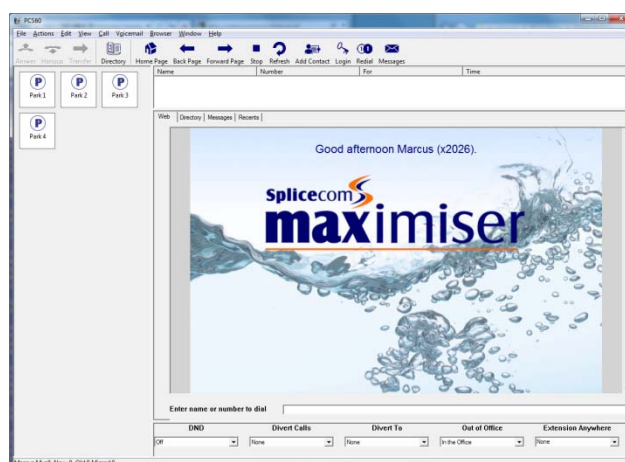 PCS60
File Actions Edit View Call Voicemail Browser Window Help
Answer Hangup Transfer Directory Home Page Back Page Forward Page Stop Refresh Add Contact Login Redial Messages
Name Number For Time
Park 1 Park 2 Park 3
Park 4
Web Directory Messages Recents
Good afternoon Marcus (x2026).
Splicecom
maximiser
Enter name or number to dial
DND Divert Calls Divert To Out of Office Extension Anywhere
Off None None In the Office None